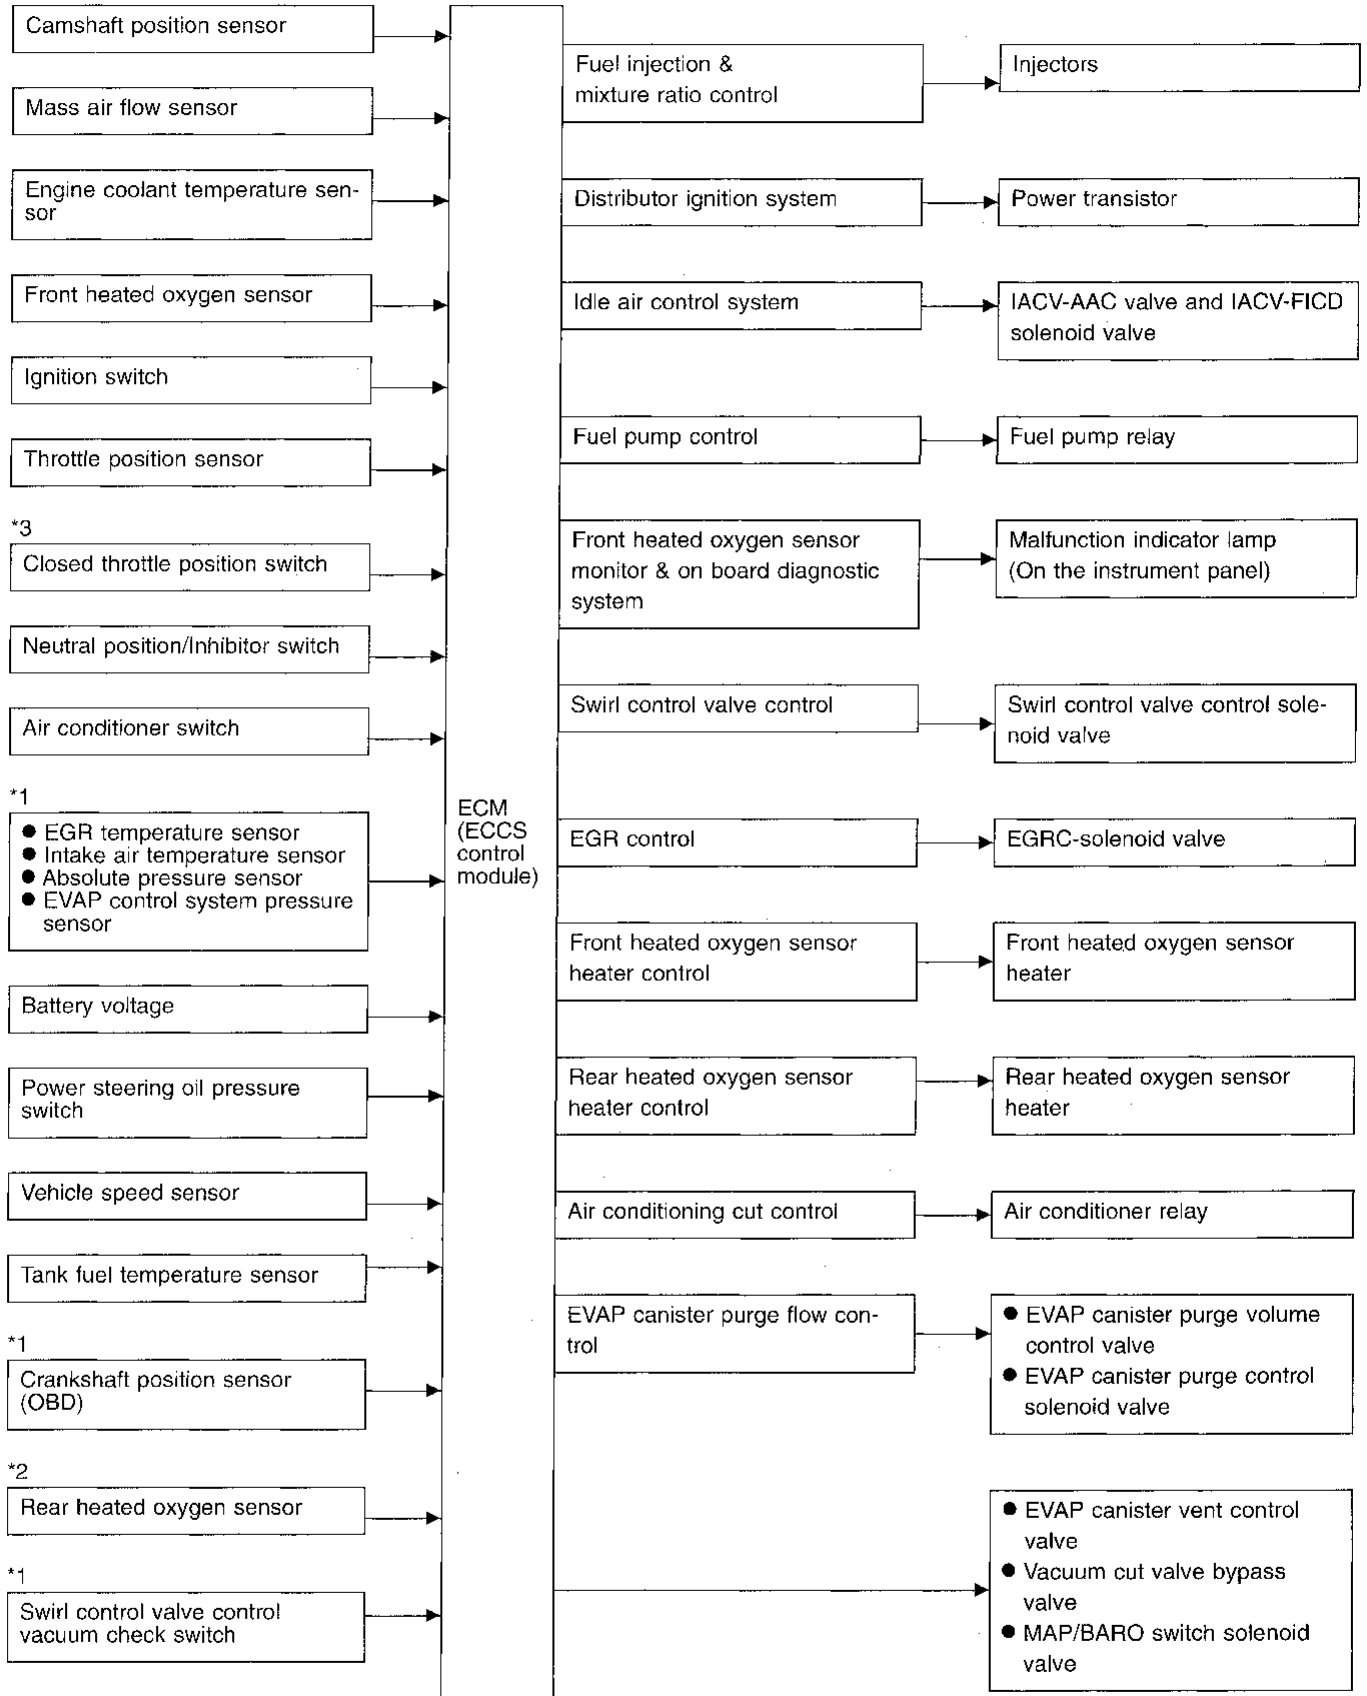 Camshaft position sensor
Mass air flow sensor
Engine coolant temperature sen-
sor
Front heated oxygen sensor
Ignition switch
Throttle position sensor
*3
Closed throttle position switch
Neutral position/Inhibitor switch
Air conditioner switch
*1
● EGR temperature sensor
● Intake air temperature sensor
● Absolute pressure sensor
● EVAP control system pressure
sensor
Battery voltage
Power steering oil pressure
switch
Vehicle speed sensor
Tank fuel temperature sensor
*1
Crankshaft position sensor
(OBD)
*2
Rear heated oxygen sensor
*1
Swirl control valve control
vacuum check switch
ECM
(ECCS
control
module)
Fuel injection &
mixture ratio control
Injectors
Distributor ignition system
Power transistor
Idle air control system
IACV-AAC valve and IACV-FICD
solenoid valve
Fuel pump control
Fuel pump relay
Front heated oxygen sensor
monitor & on board diagnostic
system
Malfunction indicator lamp
(On the instrument panel)
Swirl control valve control
Swirl control valve control sole-
noid valve
EGR control
EGRC-solenoid valve
Front heated oxygen sensor
heater control
Front heated oxygen sensor
heater
Rear heated oxygen sensor
heater control
Rear heated oxygen sensor
heater
Air conditioning cut control
Air conditioner relay
EVAP canister purge flow con-
trol
● EVAP canister purge volume
control valve
● EVAP canister purge control
solenoid valve
● EVAP canister vent control
valve
● Vacuum cut valve bypass
valve
● MAP/BARO switch solenoid
valve